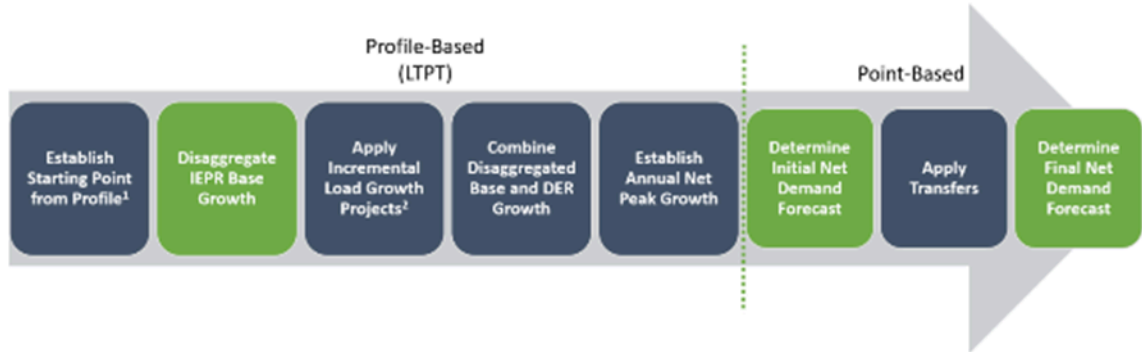 Profile-Based
(LTPT)
Point-Based
Establish
Starting Point
from Profile¹
Disaggregate
IEPR Base
Growth
Apply
Incremental
Load Growth
Projects²
Combine
Disaggregated
Base and DER
Growth
Establish
Annual Net
Peak Growth
Determine
Initial Net
Demand
Forecast
Apply
Transfers
Determine
Final Net
Demand
Forecast